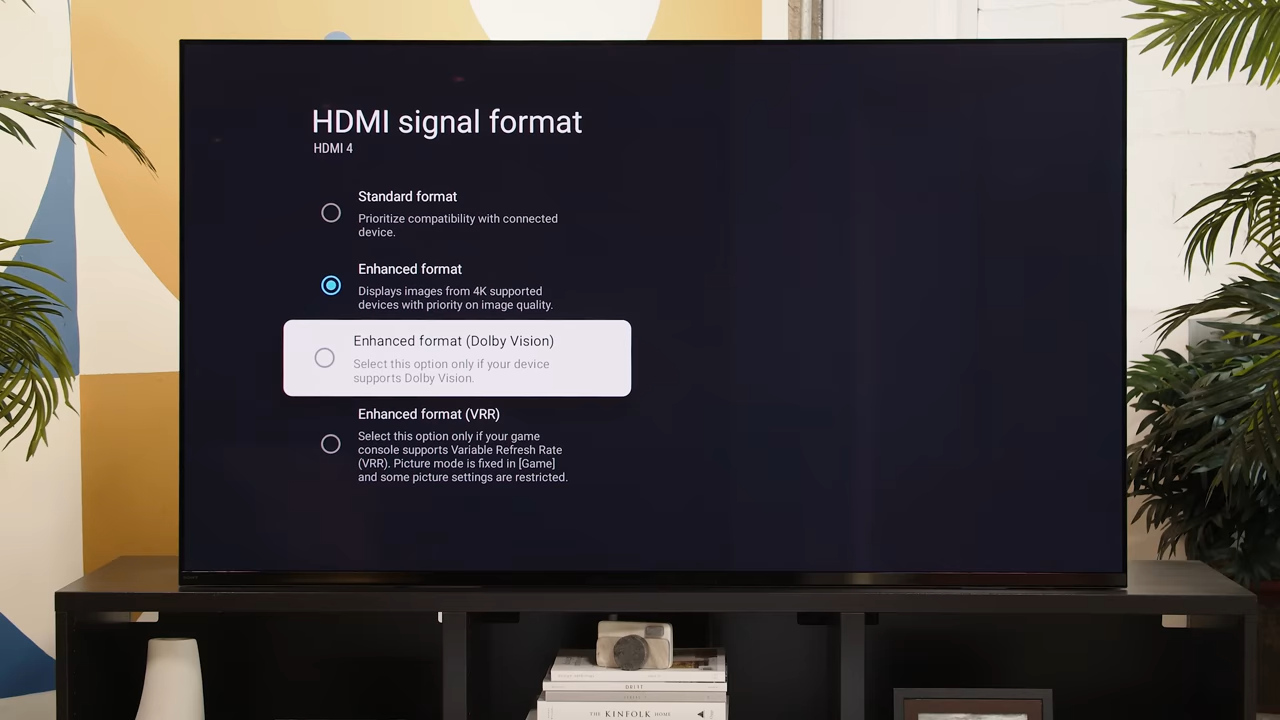 HDMI signal format
HDMI 4
Standard format
Prioritize compatibility with connected
device.
Enhanced format
Displays images from 4K supported
devices with priority on image quality.
Enhanced format (Dolby Vision)
Select this option only if your device
supports Dolby Vision.
Enhanced format (VRR)
Select this option only if your game
console supports Variable Refresh Rate
(VRR). Picture mode is fixed in [Game]
and some picture settings are restricted.
DRIFT
THE KINFOLK HOME